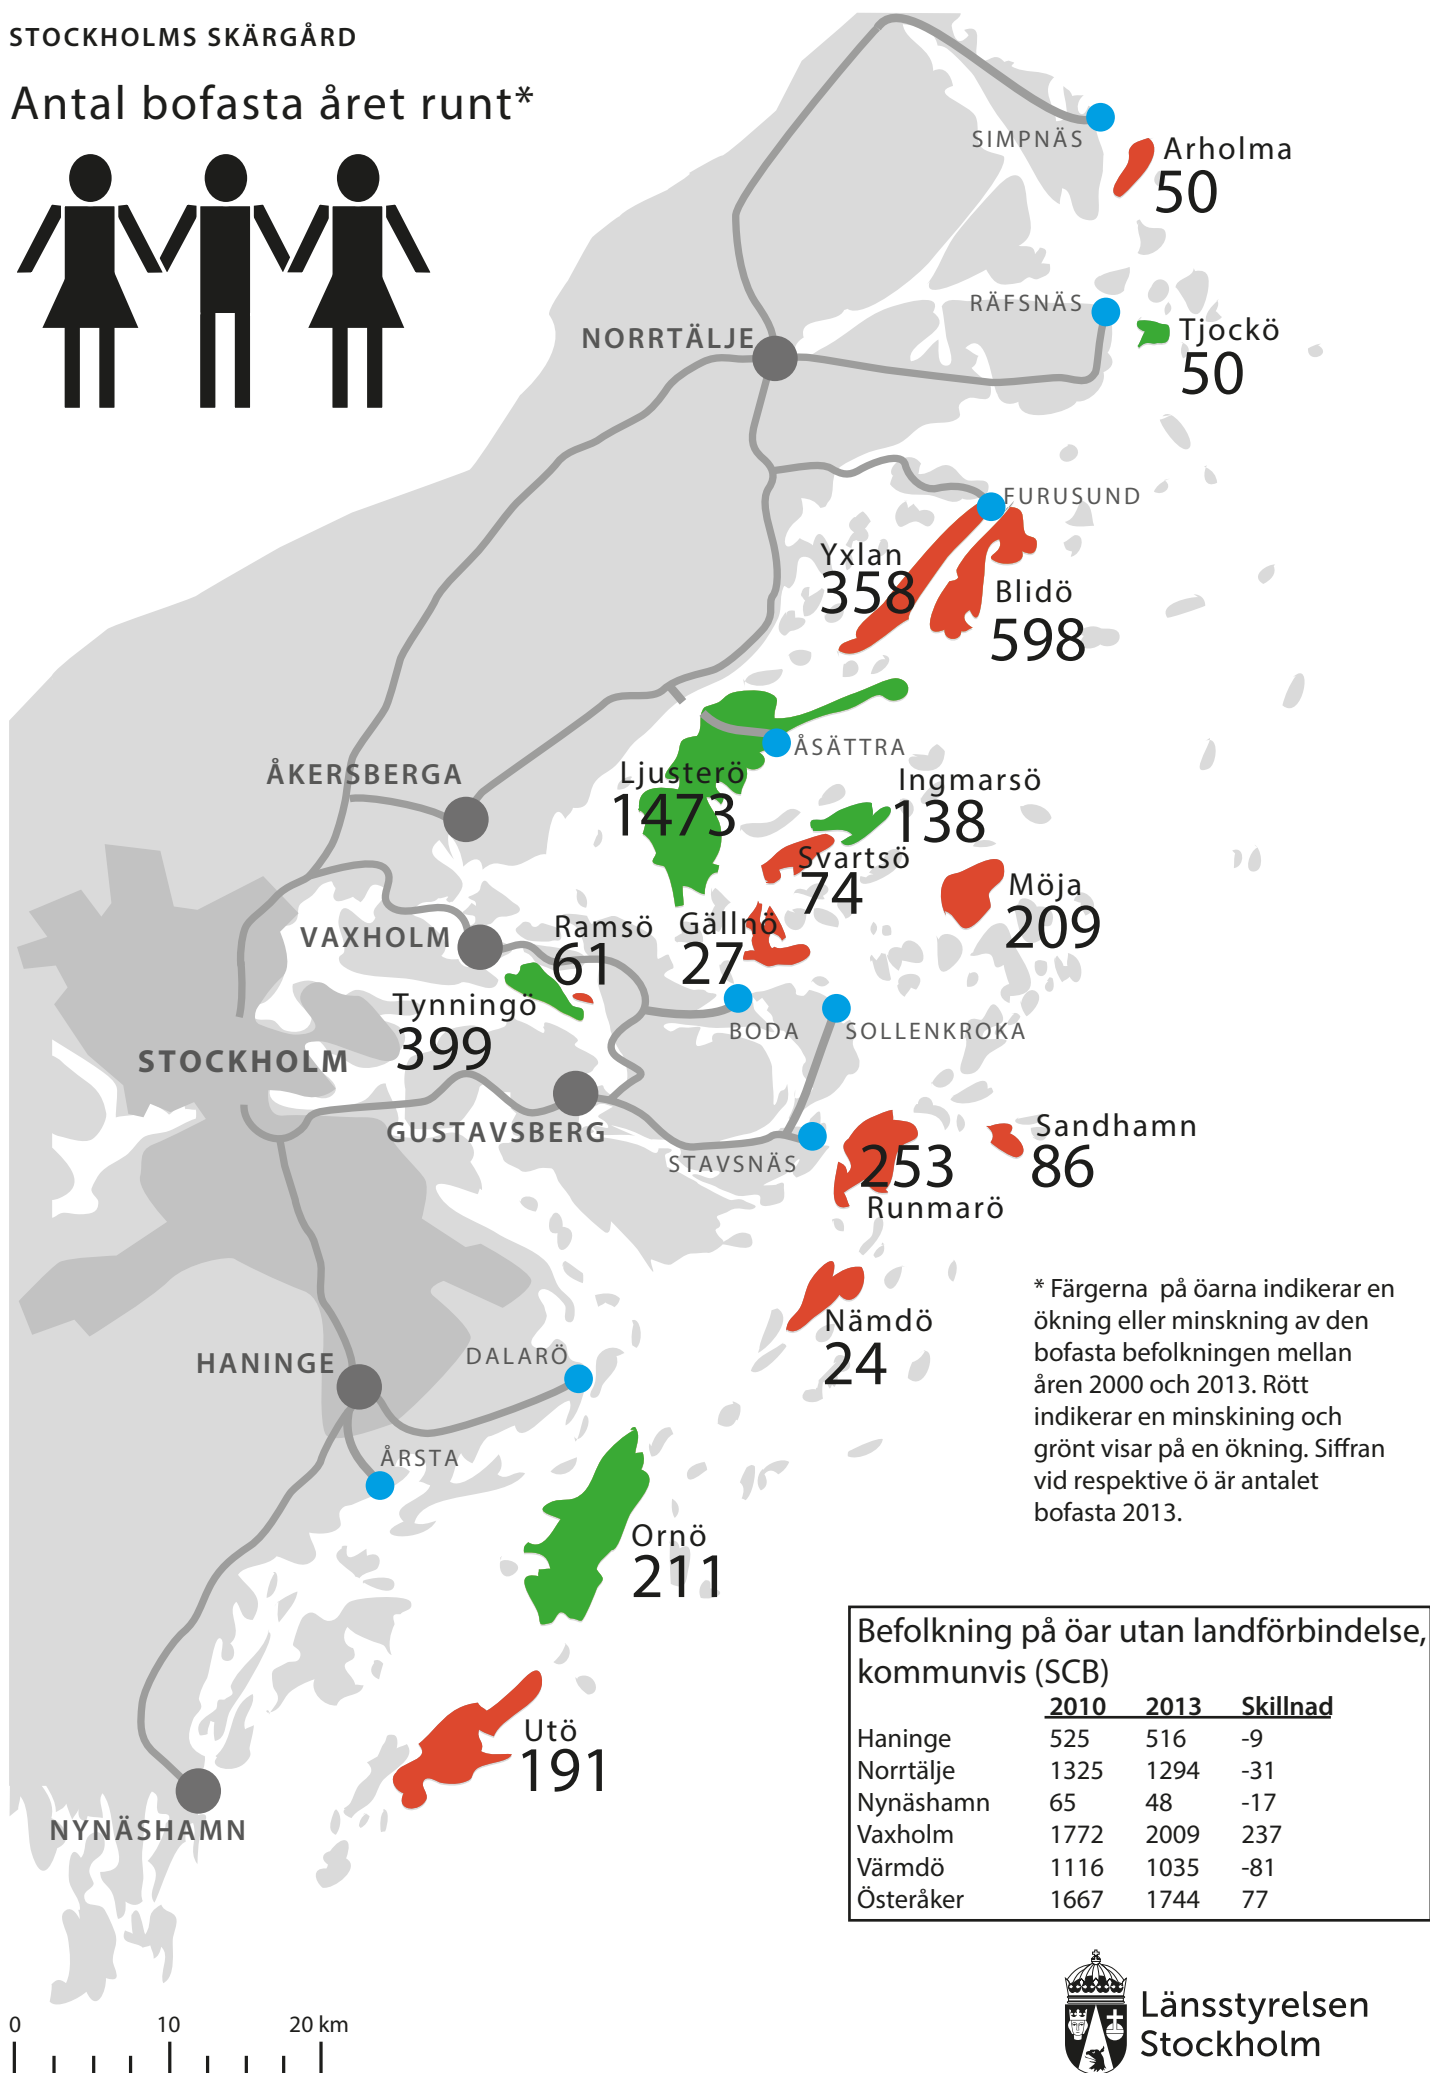 STOCKHOLMS SKÄRGÅRD
Antal bofasta året runt*
SIMPNÄS
Arholma
50
RÄFSNÄS
Tjockö
50
NORRTÄLJE
FURUSUND
Yxlan
358
Blidö
598
ÅSÄTTRA
ÅKERSBERGA
Ljusterö
1473
Ingmarsö
138
Svartsö
74
Möja
209
VAXHOLM
Ramsö
61
Gällnö
27
Tynningö
399
BODA
SOLLENKROKA
STOCKHOLM
GUSTAVSBERG
STAVSNÄS
253
Runmarö
Sandhamn
86
Nämdö
24
* Färgerna på öarna indikerar en
ökning eller minskning av den
bofasta befolkningen mellan
åren 2000 och 2013. Rött
indikerar en minskining och
grönt visar på en ökning. Siffran
vid respektive ö är antalet
bofasta 2013.
HANINGE
DALARÖ
ÅRSTA
Ornö
211
Utö
191
NYNÄSHAMN
Befolkning på öar utan landförbindelse,
kommunvis (SCB)
2010 2013 Skillnad
Haninge 525 516 -9
Norrtälje 1325 1294 -31
Nynäshamn 65 48 -17
Vaxholm 1772 2009 237
Värmdö 1116 1035 -81
Österåker 1667 1744 77
0 10 20 km
Länsstyrelsen
Stockholm